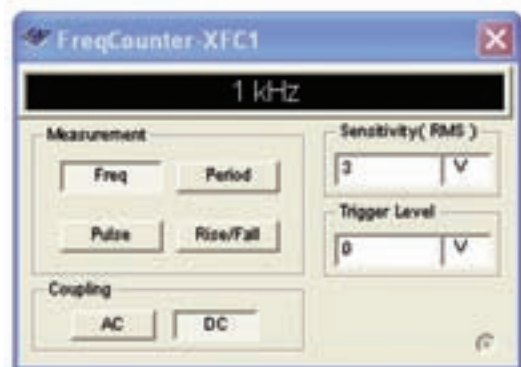 FreqCounter-XFC1
1 kHz
Measurement
Freq
Period
Pulse
Rise/Fall
Coupling
AC
DC
Sensitivity( RMS )
3
V
Trigger Level
0
V